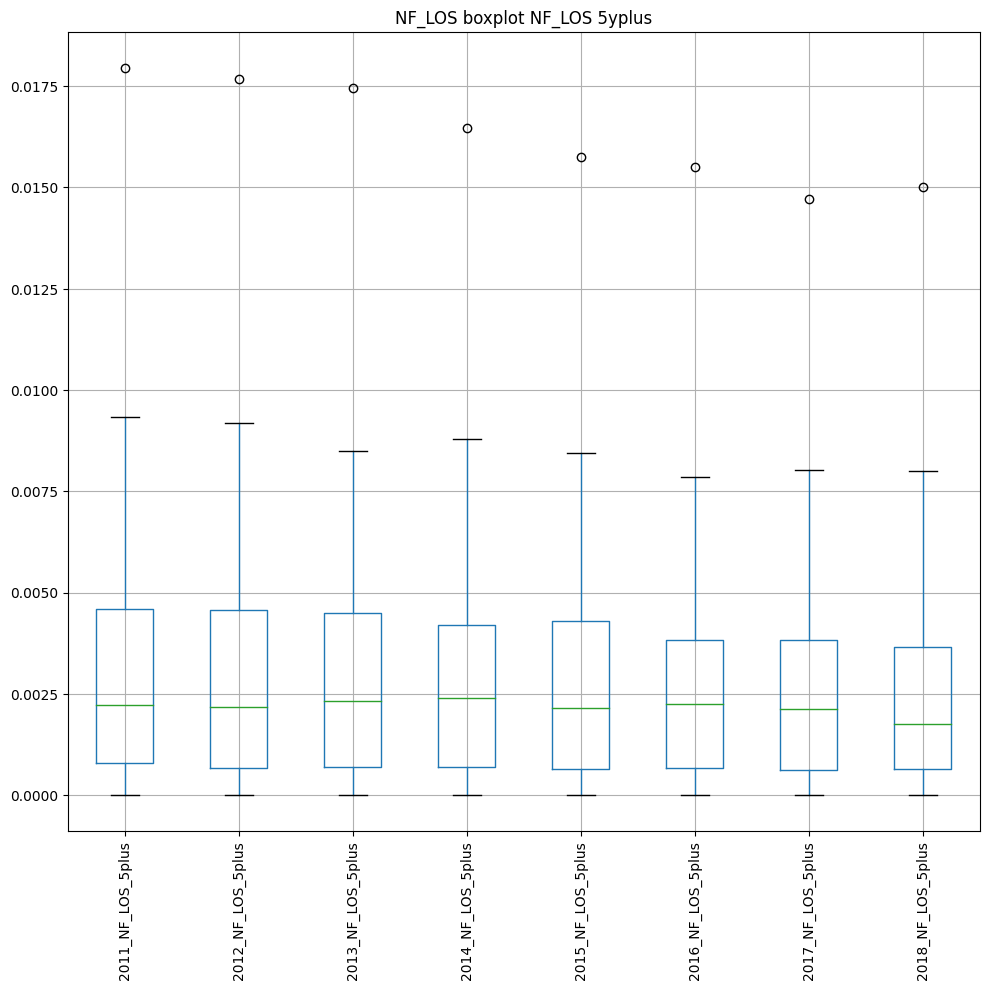 NF_LOS boxplot NF_LOS 5yplus
0.0175
0.0150
0.0125
0.0100
0.0075
0.0050
0.0025
0.0000
2011_NF_LOS_5plus
2012_NF_LOS_5plus
2013_NF_LOS_5plus
2014_NF_LOS_5plus
2015_NF_LOS_5plus
2016_NF_LOS_5plus
2017_NF_LOS_5plus
2018_NF_LOS_5plus